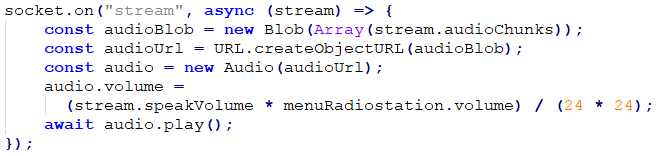 socket.on("stream", async (stream) => {
    const audioBlob = new Blob(Array(stream.audioChunks));
    const audioUrl = URL.createObjectURL(audioBlob);
    const audio = new Audio(audioUrl);
    audio.volume =
      (stream.speakVolume * menuRadiostation.volume) / (24 * 24);
    await audio.play();
});